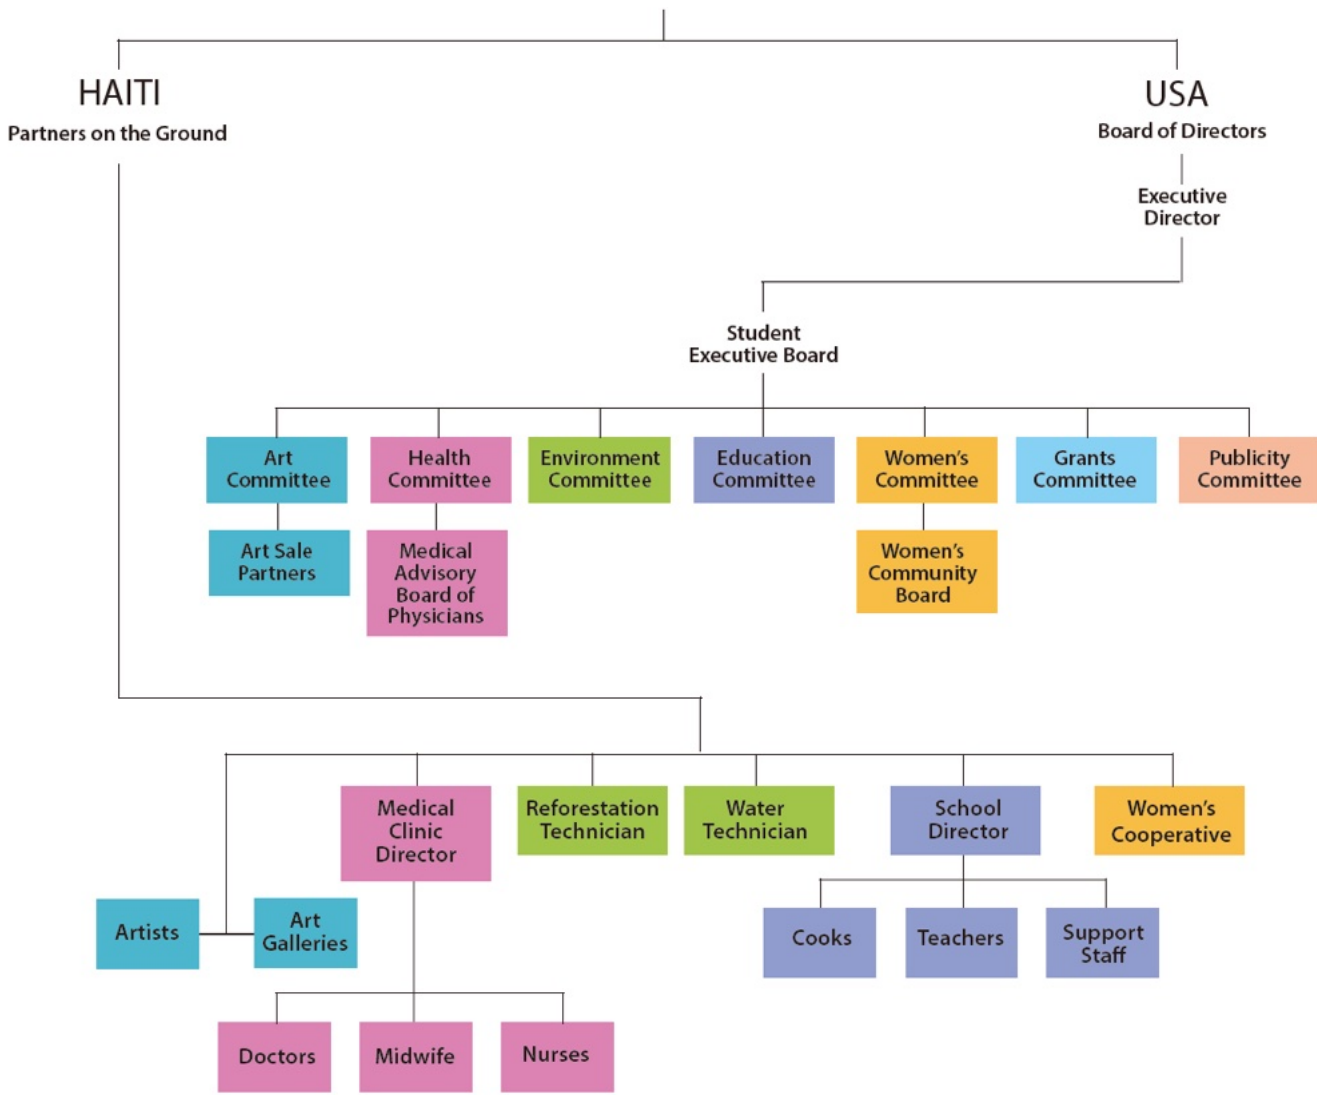 HAITI
Partners on the Ground
USA
Board of Directors
Executive
Director
Student
Executive Board
Art
Committee
Health
Committee
Environment
Committee
Education
Committee
Women's
Committee
Grants
Committee
Publicity
Committee
Art Sale
Partners
Medical
Advisory
Board of
Physicians
Women's
Community
Board
Medical
Clinic
Director
Reforestation
Technician
Water
Technician
School
Director
Women's
Cooperative
Artists
Art
Galleries
Cooks
Teachers
Support
Staff
Doctors
Midwife
Nurses